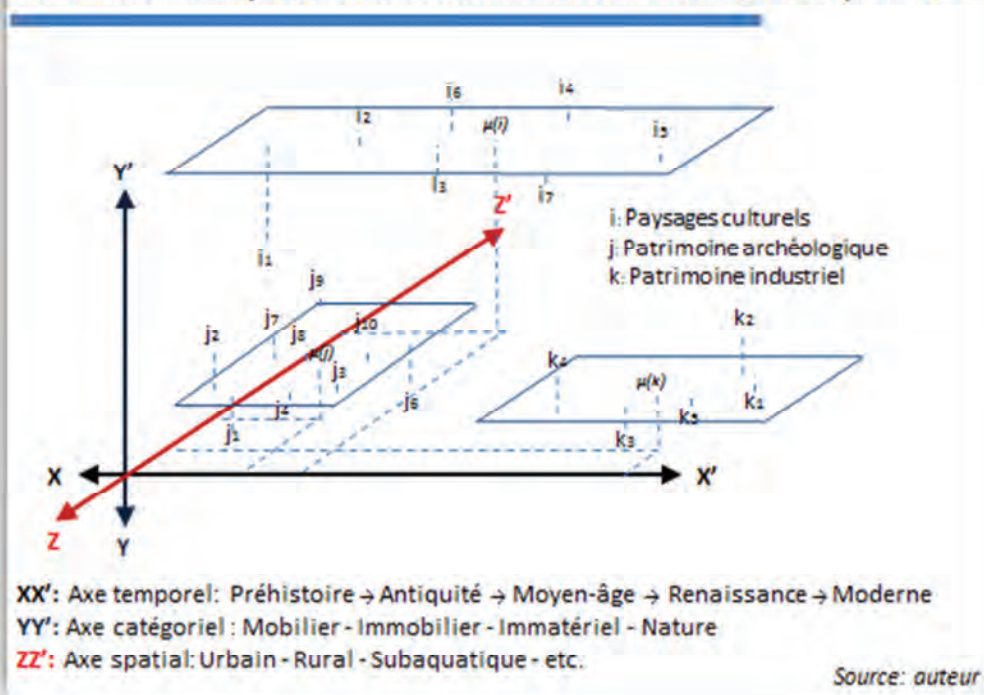 i6 i4
i2 μ(i) i5
Y'
i3 i7
Z'
i: Paysages culturels
j: Patrimoine archéologique
k: Patrimoine industriel
i1
j9
j7 j10 k2
j2 j8
μ(j) k4
j3 μ(k)
j4 j6 k5 k1
j1 k3
X X'
Z Y
XX': Axe temporel: Préhistoire → Antiquité → Moyen-âge → Renaissance → Moderne
YY': Axe catégoriel : Mobilier - Immobilier - Immatériel - Nature
ZZ': Axe spatial: Urbain - Rural - Subaquatique - etc.
Source: auteur